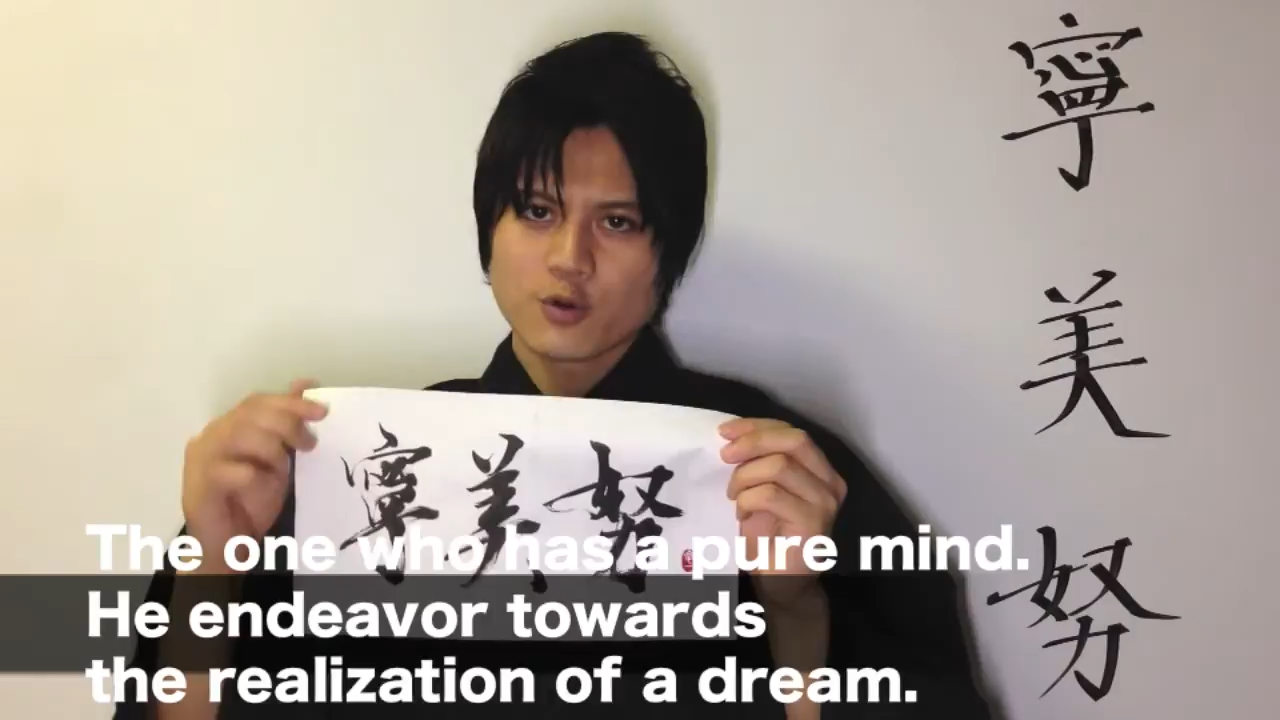 寧美努
寧
美
努
The one who has a pure mind.
He endeavor towards
the realization of a dream.